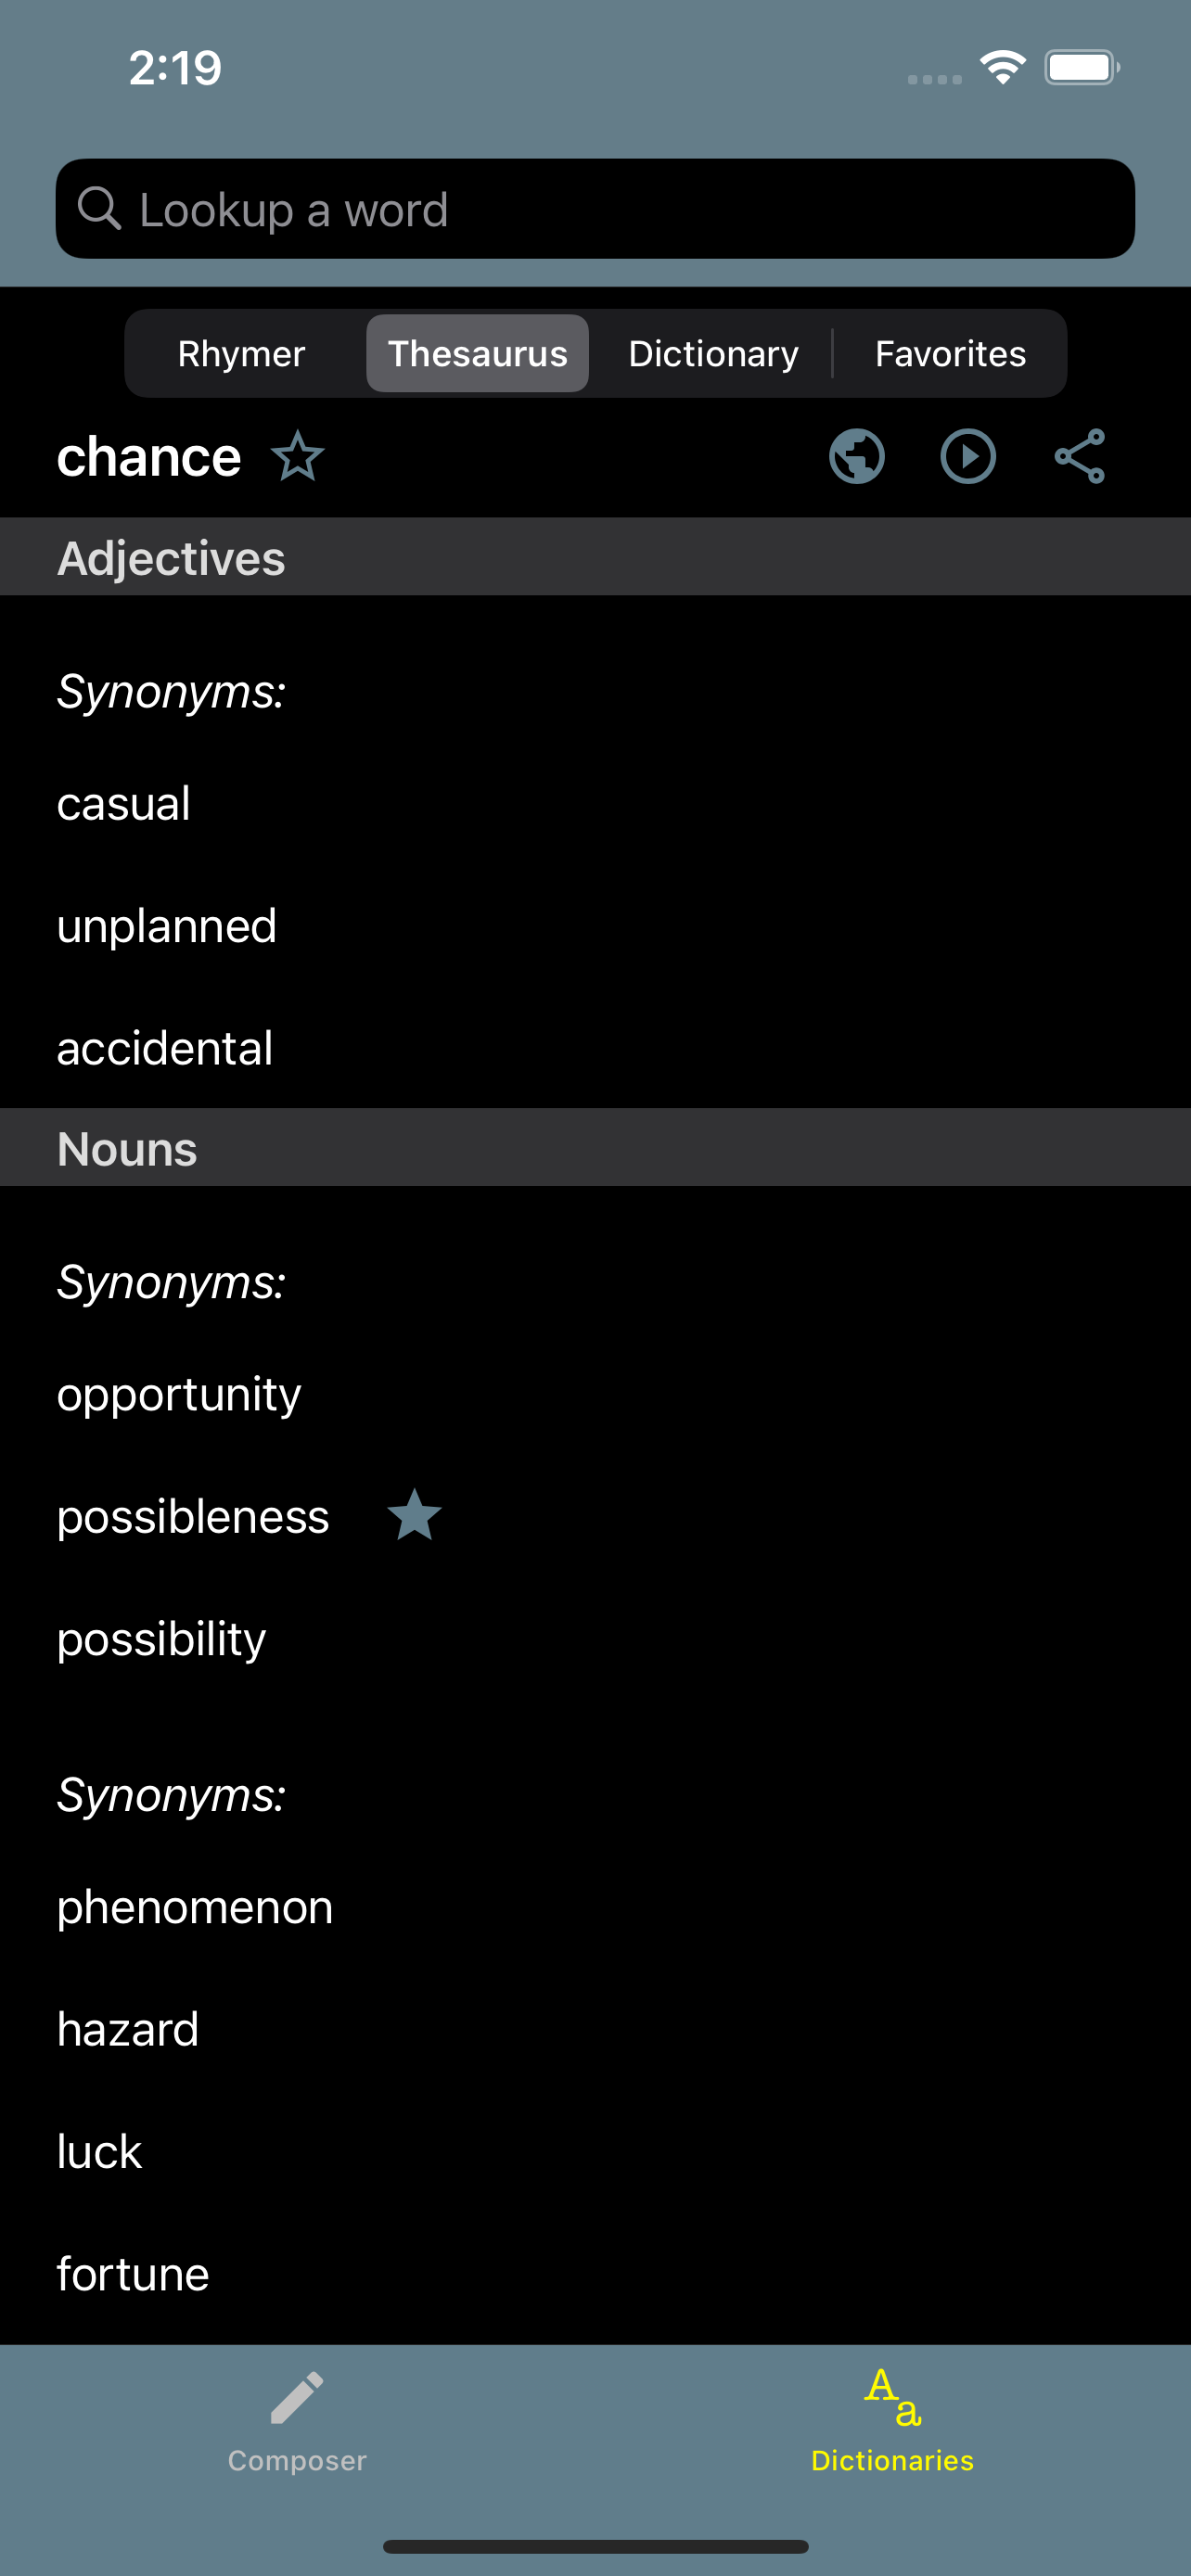 2:19
Lookup a word
Rhymer Thesaurus Dictionary Favorites
chance
Adjectives
Synonyms:
casual
unplanned
accidental
Nouns
Synonyms:
opportunity
possibleness
possibility
Synonyms:
phenomenon
hazard
luck
fortune
Aa
Composer Dictionaries